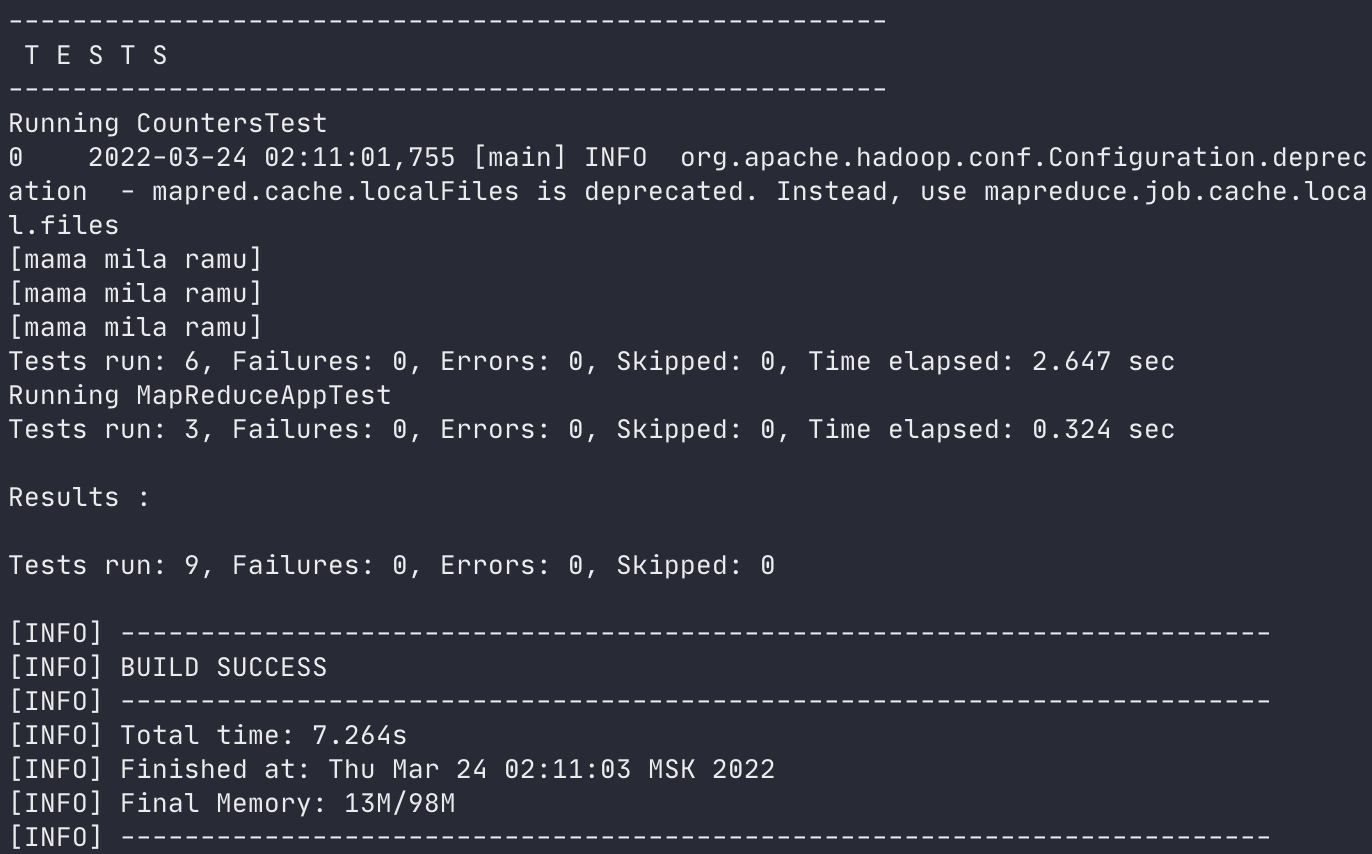 -------------------------------------------------------
 T E S T S
-------------------------------------------------------
Running CountersTest
0    2022-03-24 02:11:01,755 [main] INFO  org.apache.hadoop.conf.Configuration.deprec
ation  - mapred.cache.localFiles is deprecated. Instead, use mapreduce.job.cache.loca
l.files
[mama mila ramu]
[mama mila ramu]
[mama mila ramu]
Tests run: 6, Failures: 0, Errors: 0, Skipped: 0, Time elapsed: 2.647 sec
Running MapReduceAppTest
Tests run: 3, Failures: 0, Errors: 0, Skipped: 0, Time elapsed: 0.324 sec

Results :

Tests run: 9, Failures: 0, Errors: 0, Skipped: 0

[INFO] ------------------------------------------------------------------------
[INFO] BUILD SUCCESS
[INFO] ------------------------------------------------------------------------
[INFO] Total time: 7.264s
[INFO] Finished at: Thu Mar 24 02:11:03 MSK 2022
[INFO] Final Memory: 13M/98M
[INFO] ------------------------------------------------------------------------